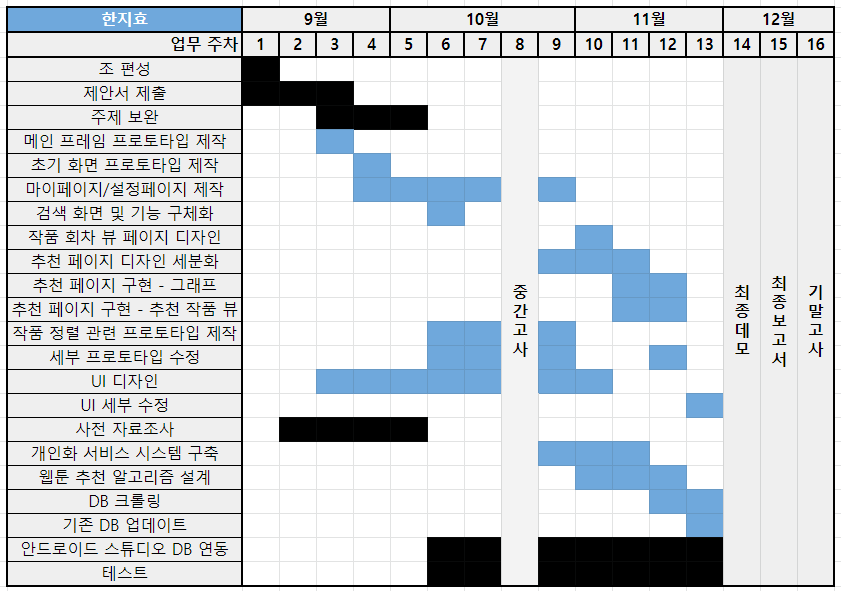 한지효 9월 10월 11월 12월
업무 주차 1 2 3 4 5 6 7 8 9 10 11 12 13 14 15 16
조 편성
제안서 제출
주제 보완
메인 프레임 프로토타입 제작
초기 화면 프로토타입 제작
마이페이지/설정페이지 제작
검색 화면 및 기능 구체화
작품 회차 뷰 페이지 디자인
추천 페이지 디자인 세분화
추천 페이지 구현 - 그래프
추천 페이지 구현 - 추천 작품 뷰
작품 정렬 관련 프로토타입 제작
세부 프로토타입 수정
UI 디자인
UI 세부 수정
사전 자료조사
개인화 서비스 시스템 구축
웹툰 추천 알고리즘 설계
DB 크롤링
기존 DB 업데이트
안드로이드 스튜디오 DB 연동
테스트
중간고사
최종데모
최종보고서
기말고사